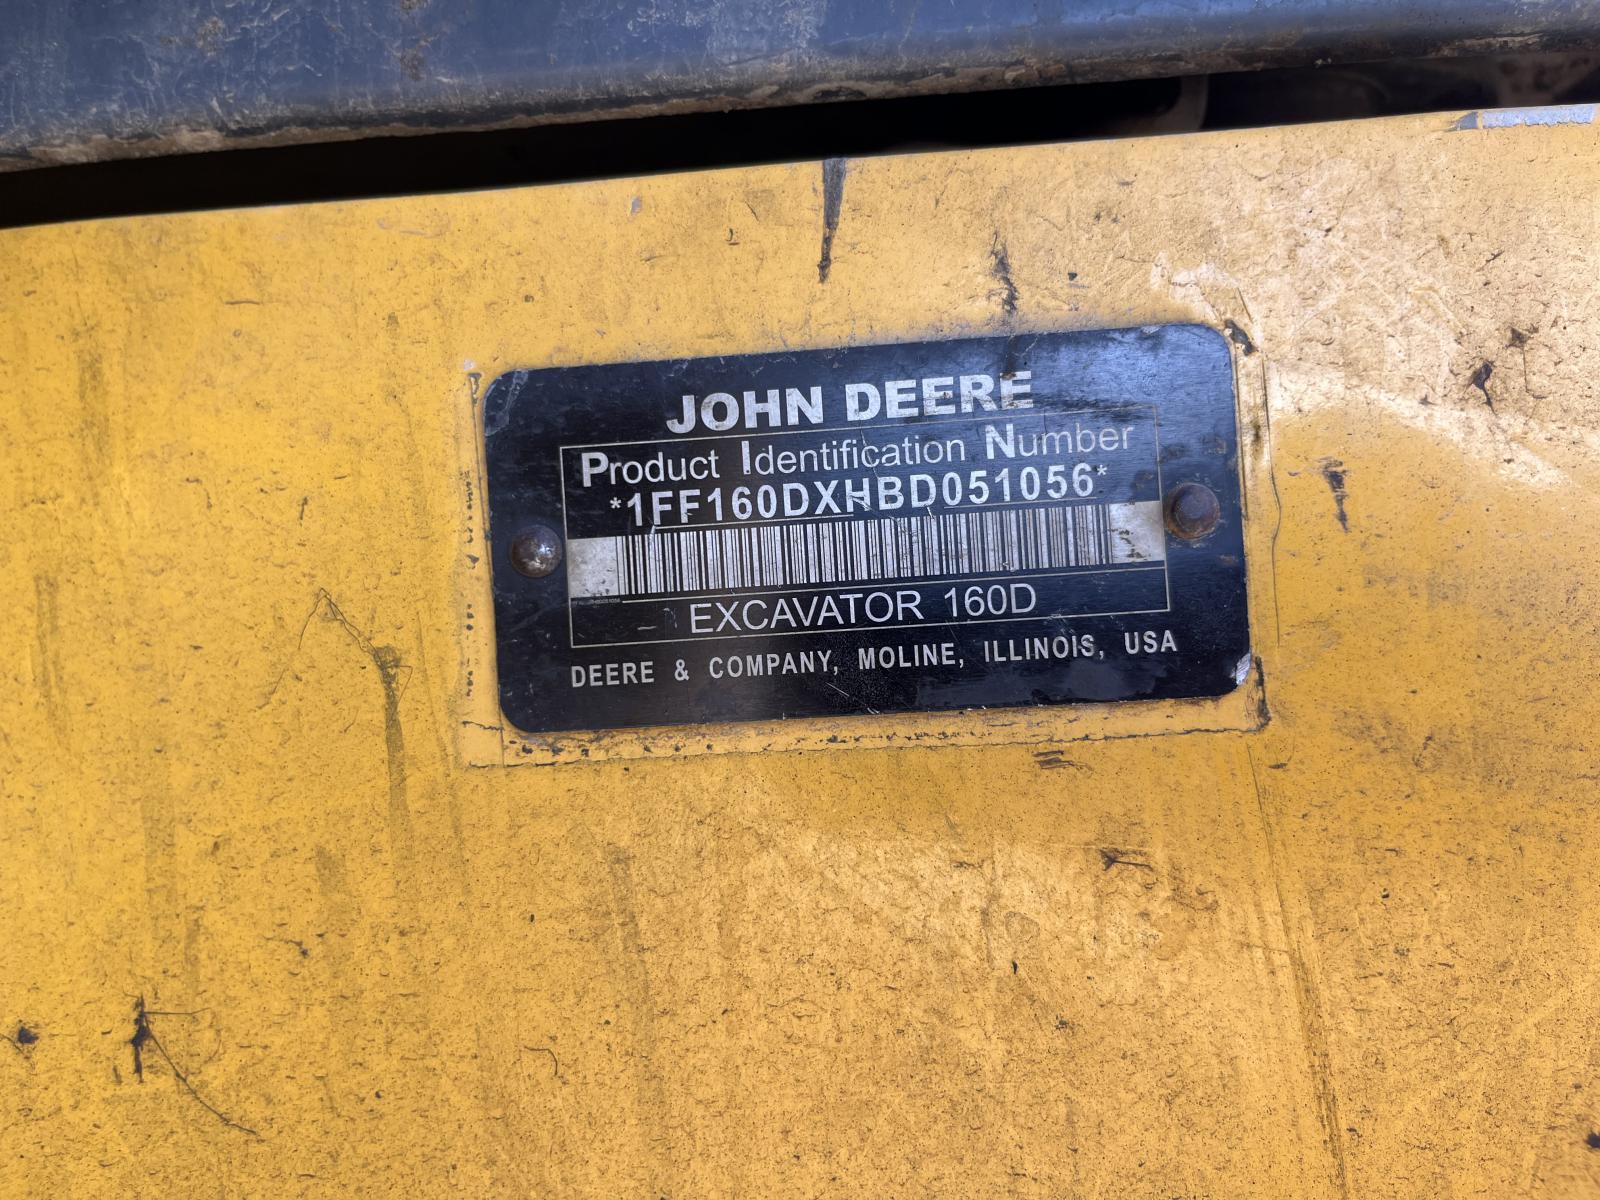 JOHN DEERE
Product Identification Number
*1FF160DXHBD051056*
EXCAVATOR 160D
DEERE & COMPANY, MOLINE, ILLINOIS, USA